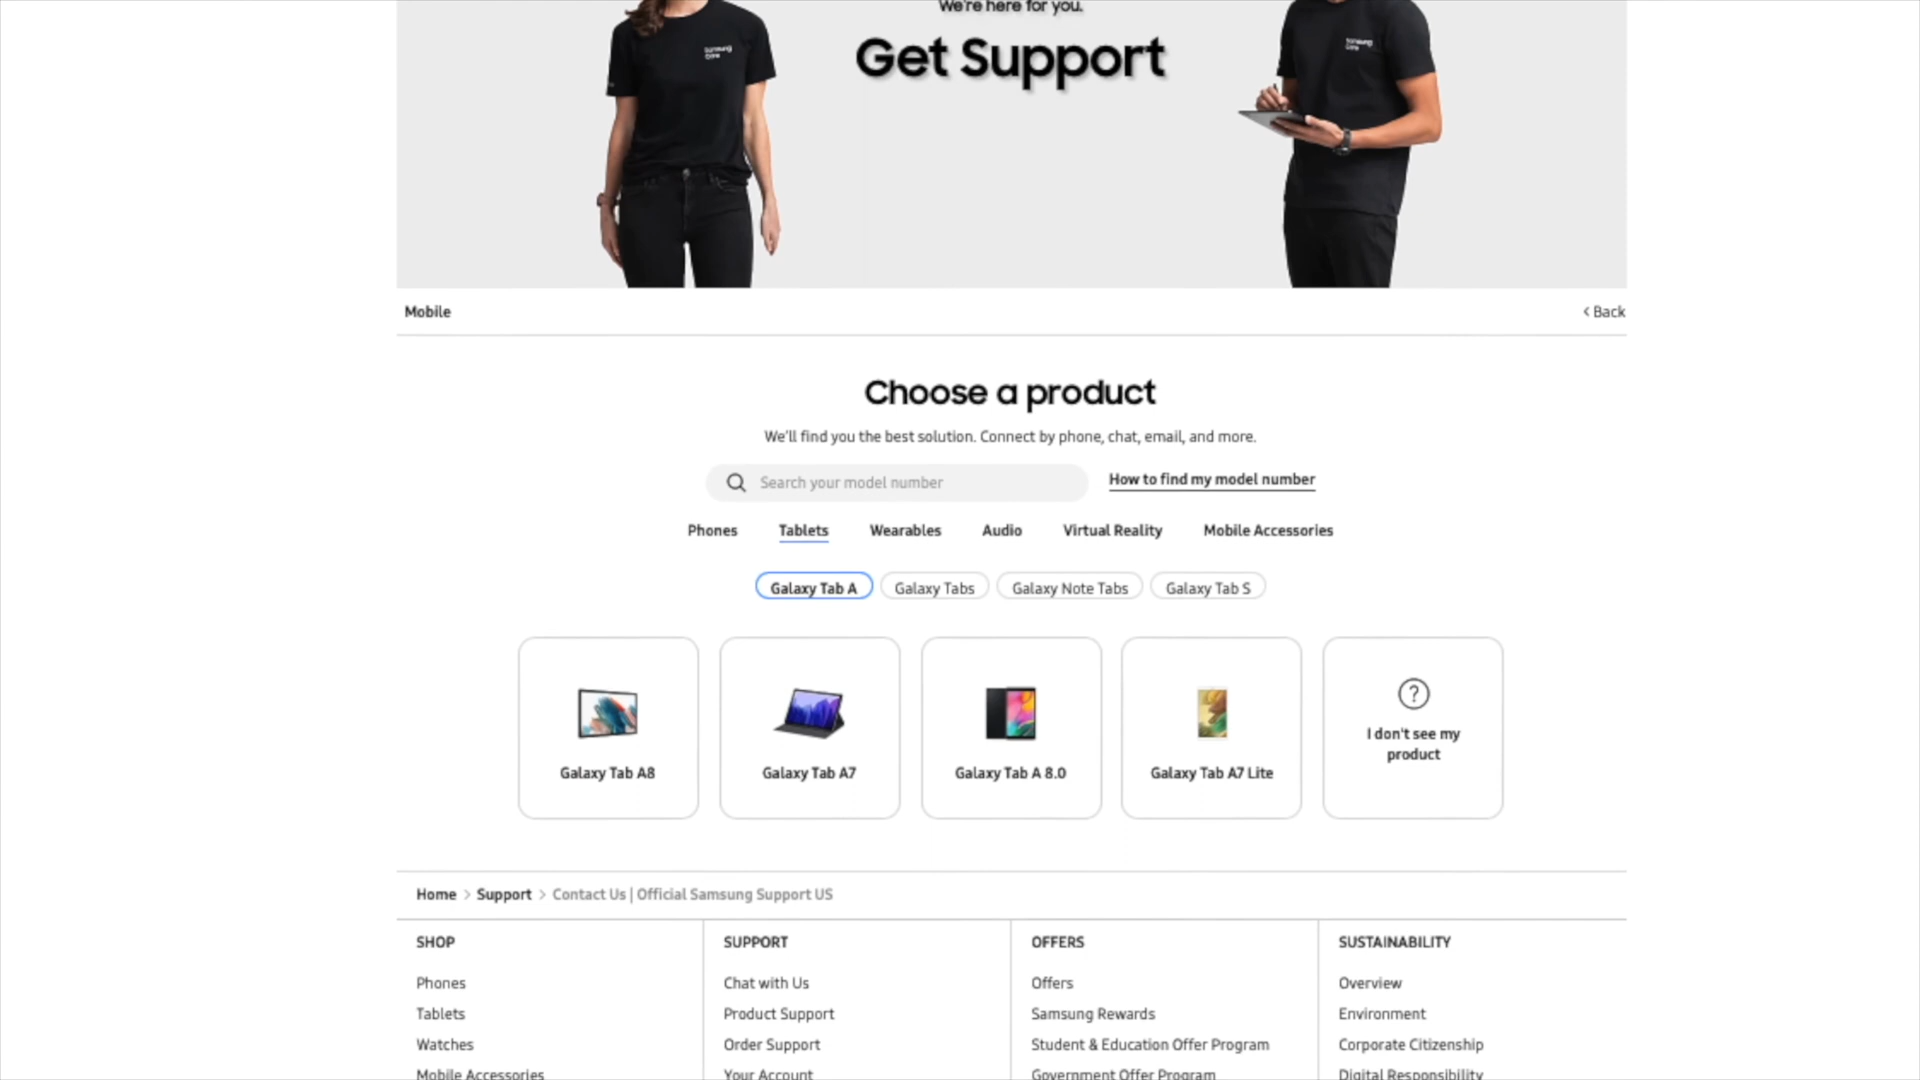 We're here for you.
Get Support
Samsung
Care
Samsung
Care
Mobile
< Back
Choose a product
We'll find you the best solution. Connect by phone, chat, email, and more.
Search your model number
How to find my model number
Phones
Tablets
Wearables
Audio
Virtual Reality
Mobile Accessories
Galaxy Tab A
Galaxy Tabs
Galaxy Note Tabs
Galaxy Tab S
Galaxy Tab A8
Galaxy Tab A7
Galaxy Tab A 8.0
Galaxy Tab A7 Lite
?
I don't see my
product
Home > Support > Contact Us | Official Samsung Support US
SHOP
Phones
Tablets
Watches
Mobile Accessories
SUPPORT
Chat with Us
Product Support
Order Support
Your Account
OFFERS
Offers
Samsung Rewards
Student & Education Offer Program
Government Offer Program
SUSTAINABILITY
Overview
Environment
Corporate Citizenship
Digital Responsibility